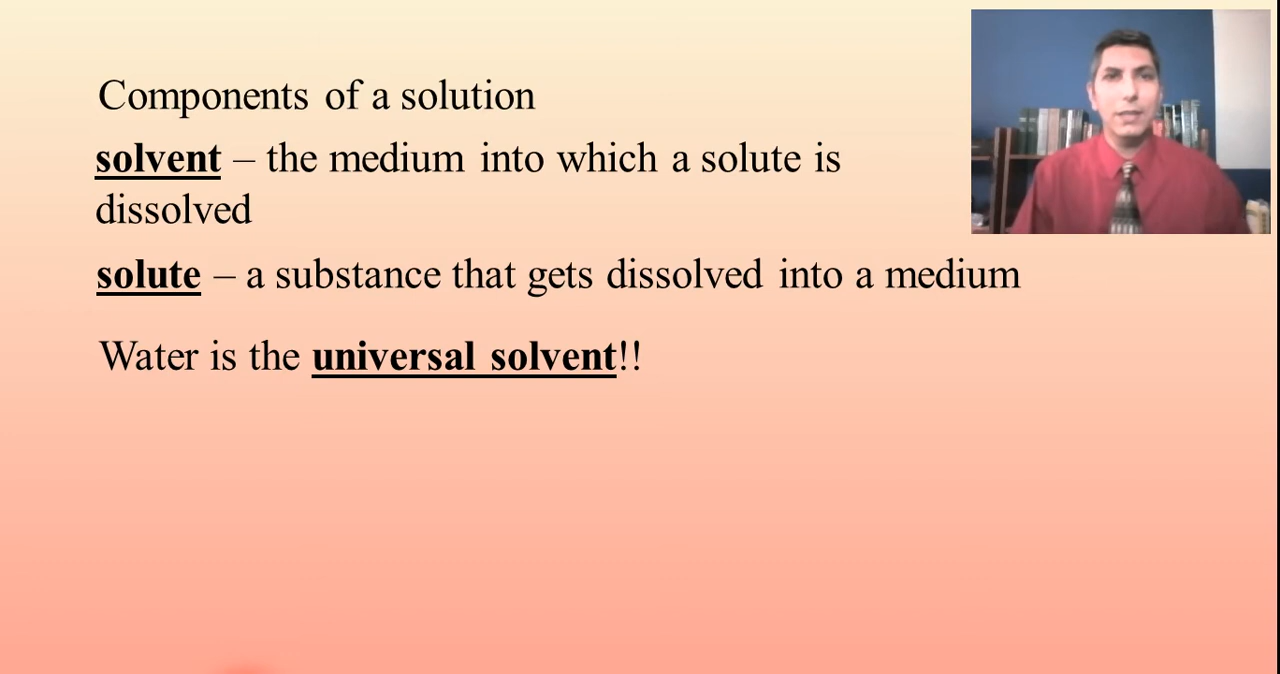 Components of a solution
solvent – the medium into which a solute is
dissolved
solute – a substance that gets dissolved into a medium
Water is the universal solvent!!